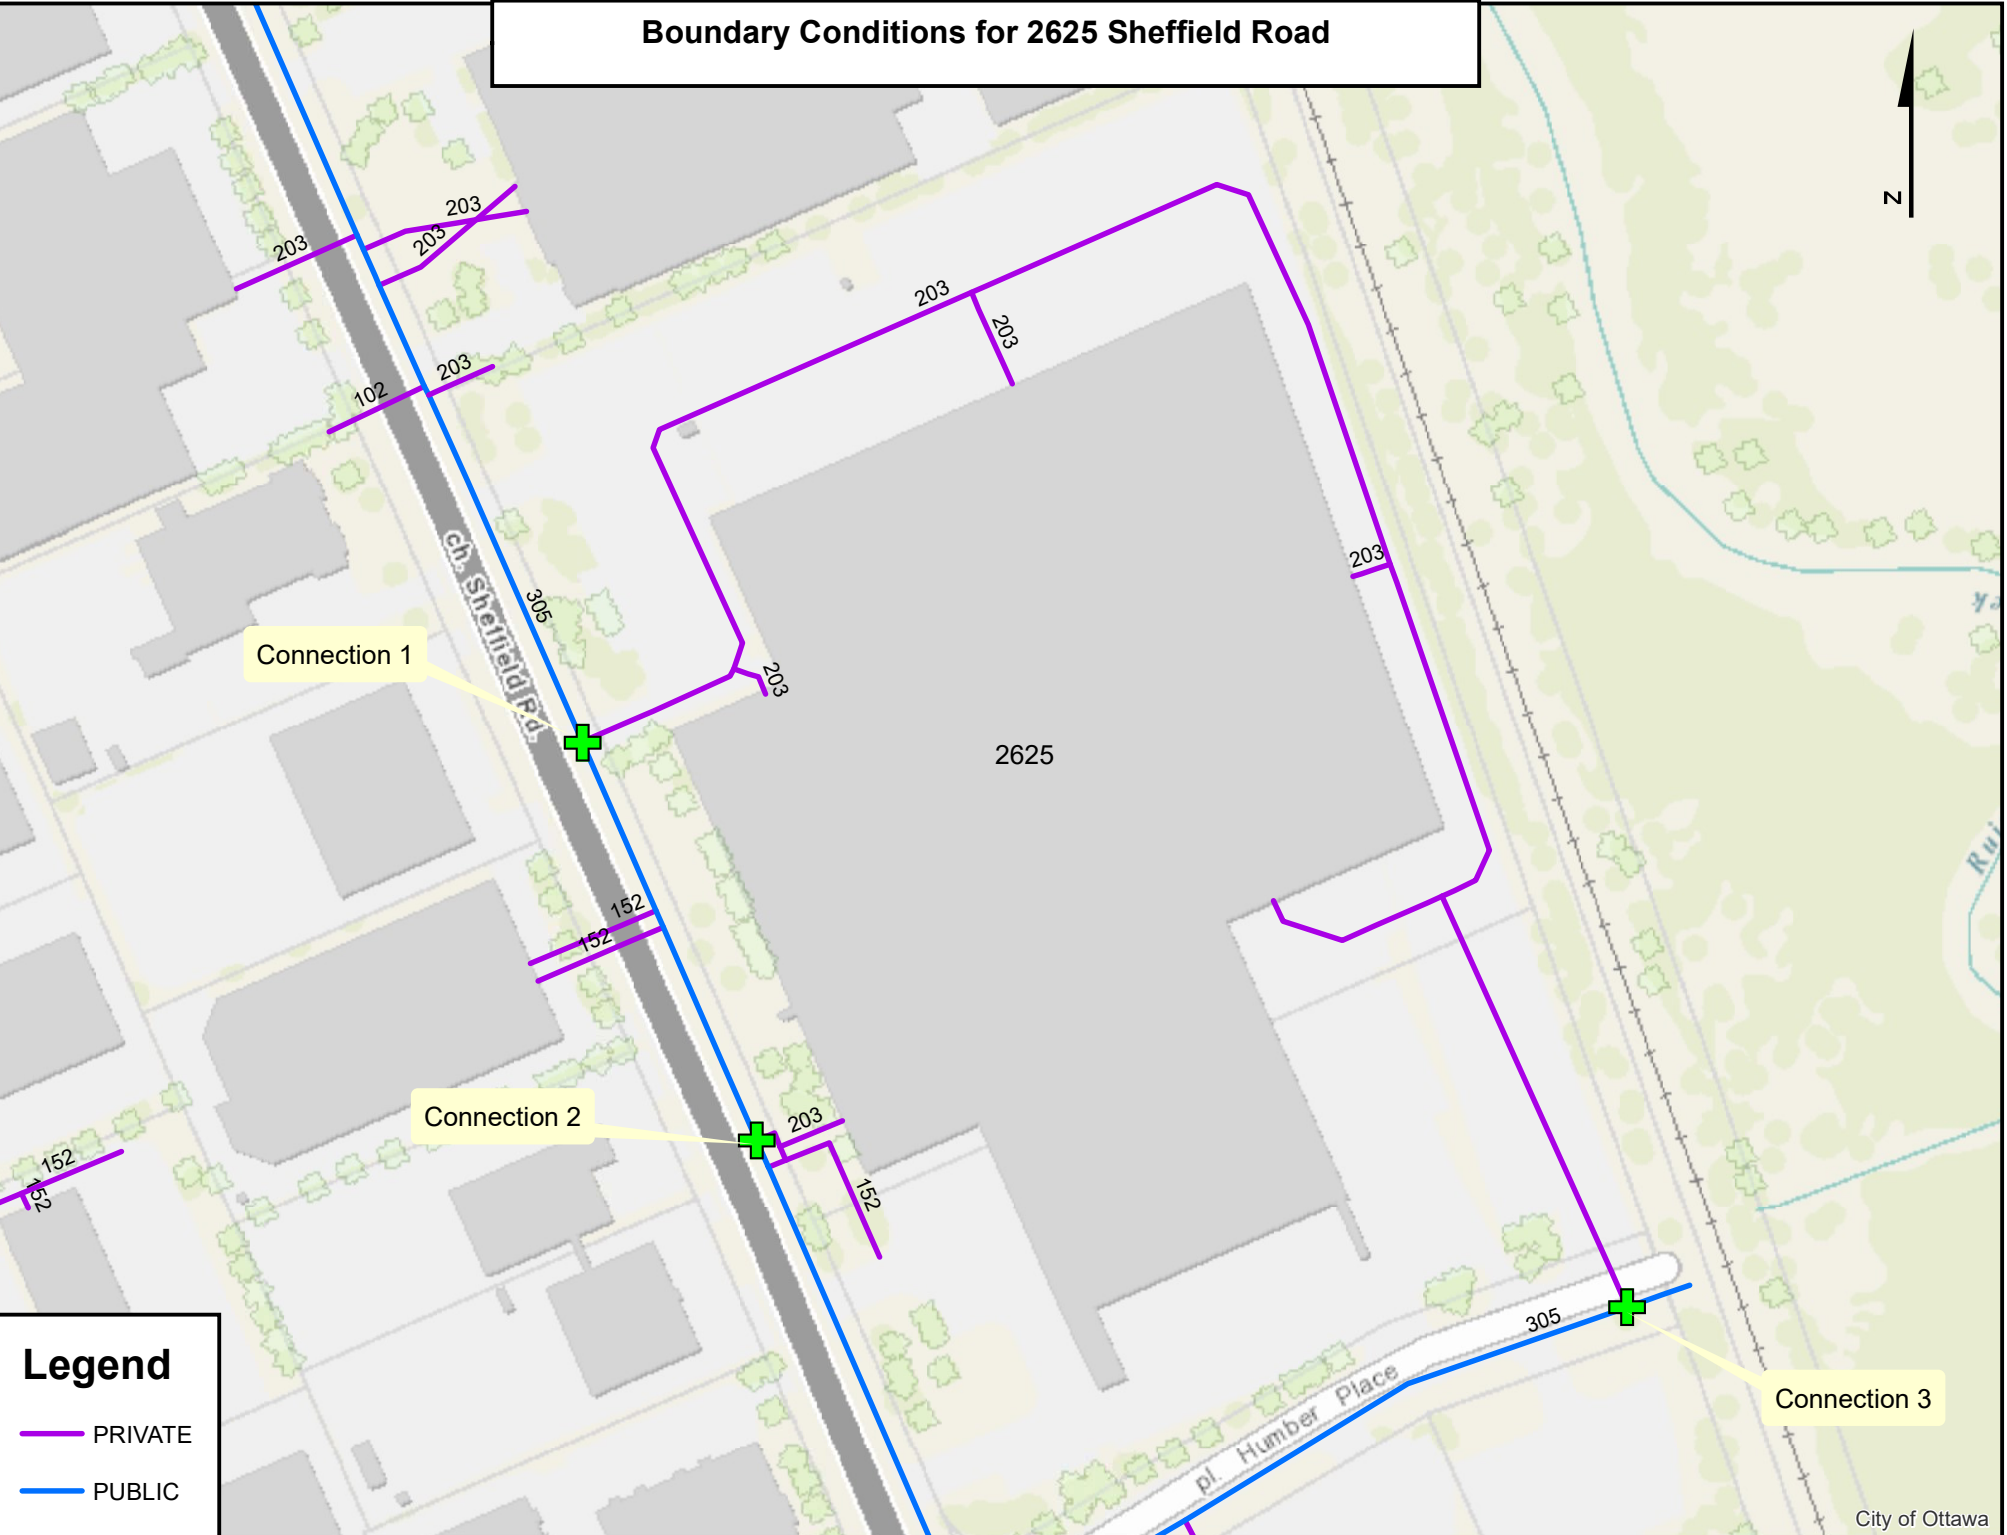 Boundary Conditions for 2625 Sheffield Road
N
203
203
203
203
102
203
203
203
ch. Sheffield Rd.
305
Connection 1
203
2625
152
152
Connection 2
203
152
152
152
305
Connection 3
pl. Humber Place
Legend
PRIVATE
PUBLIC
City of Ottawa